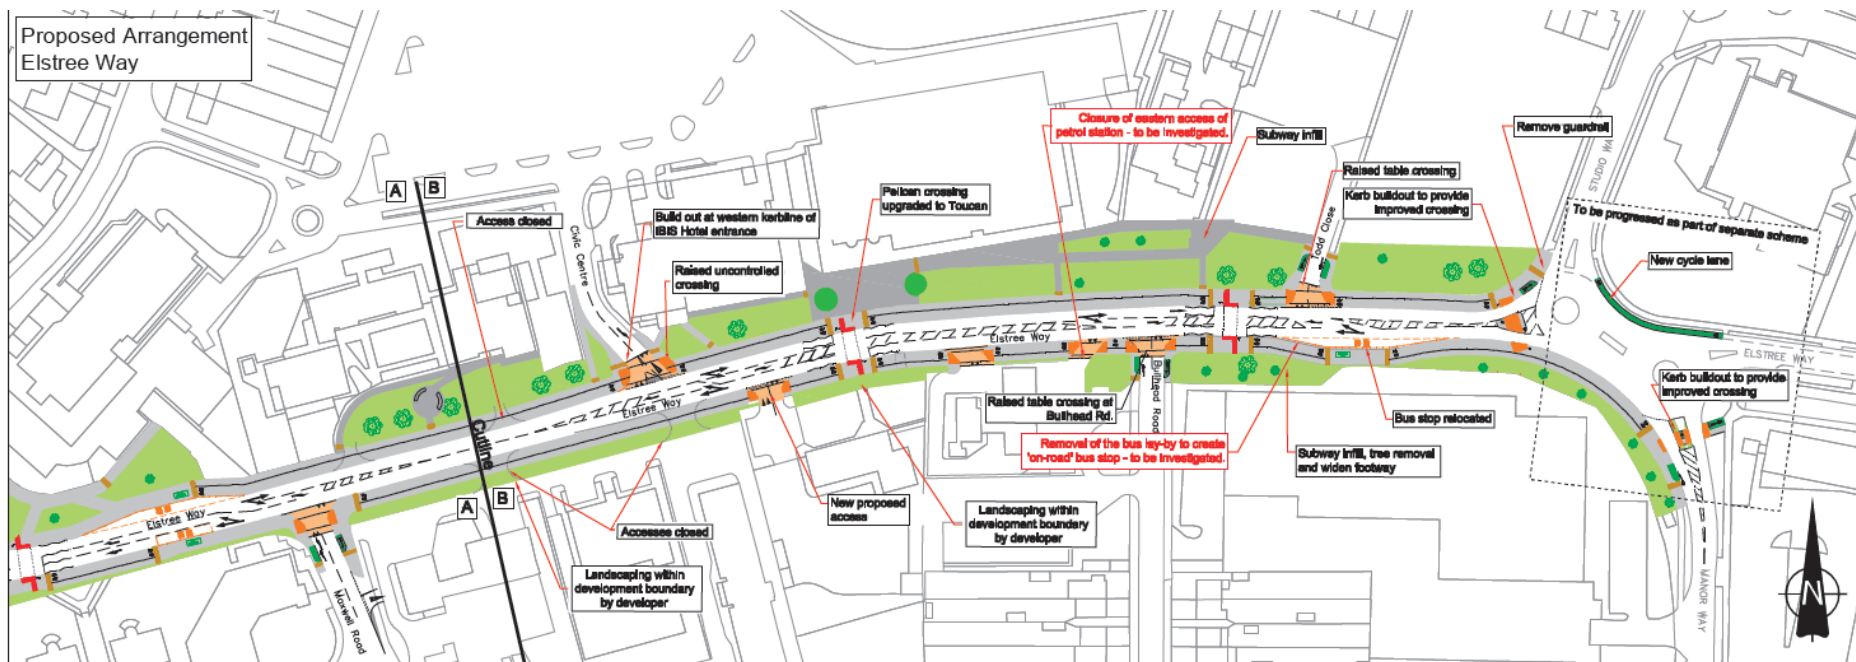 Proposed Arrangement
Elstree Way
A
B
Access closed
Civic Centre
Build out at western kerbline of
IBIS Hotel entrance
Raised uncontrolled
crossing
Pelican crossing
upgraded to Toucan
Closure of eastern access of
petrol station - to be investigated.
Subway infill
Raised table crossing
Kerb buildout to provide
improved crossing
Todd Close
Remove guardrail
STUDIO WAY
To be progressed as part of separate scheme
New cycle lane
ELSTREE WAY
Kerb buildout to provide
improved crossing
Elstree Way
Elstree Way
Elstree Way
Cutline
A
B
Maxwell Road
Accesses closed
Landscaping within
development boundary
by developer
New proposed
access
Landscaping within
development boundary
by developer
Raised table crossing at
Bullhead Rd.
Bullhead Road
Removal of the bus lay-by to create
'on-road' bus stop - to be investigated.
Subway infill, tree removal
and widen footway
Bus stop relocated
MANOR WAY
N